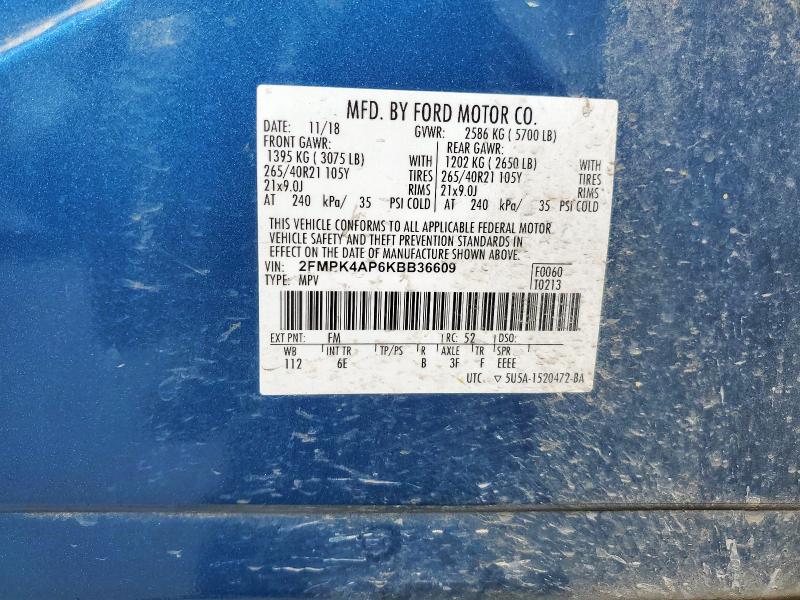 MFD. BY FORD MOTOR CO.
DATE: 11/18 GVWR: 2586 KG ( 5700 LB)
FRONT GAWR: REAR GAWR:
1395 KG ( 3075 LB) WITH 1202 KG ( 2650 LB) WITH
265/40R21 105Y TIRES 265/40R21 105Y TIRES
21x9.0J RIMS 21x9.0J RIMS
AT 240 kPa/ 35 PSI COLD AT 240 kPa/ 35 PSI COLD
THIS VEHICLE CONFORMS TO ALL APPLICABLE FEDERAL MOTOR
VEHICLE SAFETY AND THEFT PREVENTION STANDARDS IN
EFFECT ON THE DATE OF MANUFACTURE SHOWN ABOVE.
VIN: 2FMPK4AP6KBB36609 F0060
TYPE: MPV T0213
EXT PNT: FM RC: 52 DSO:
WB INT TR TP/PS R AXLE TR SPR
112 6E B 3F F EEEE
UTC ▽ 5U5A-1520472-BA